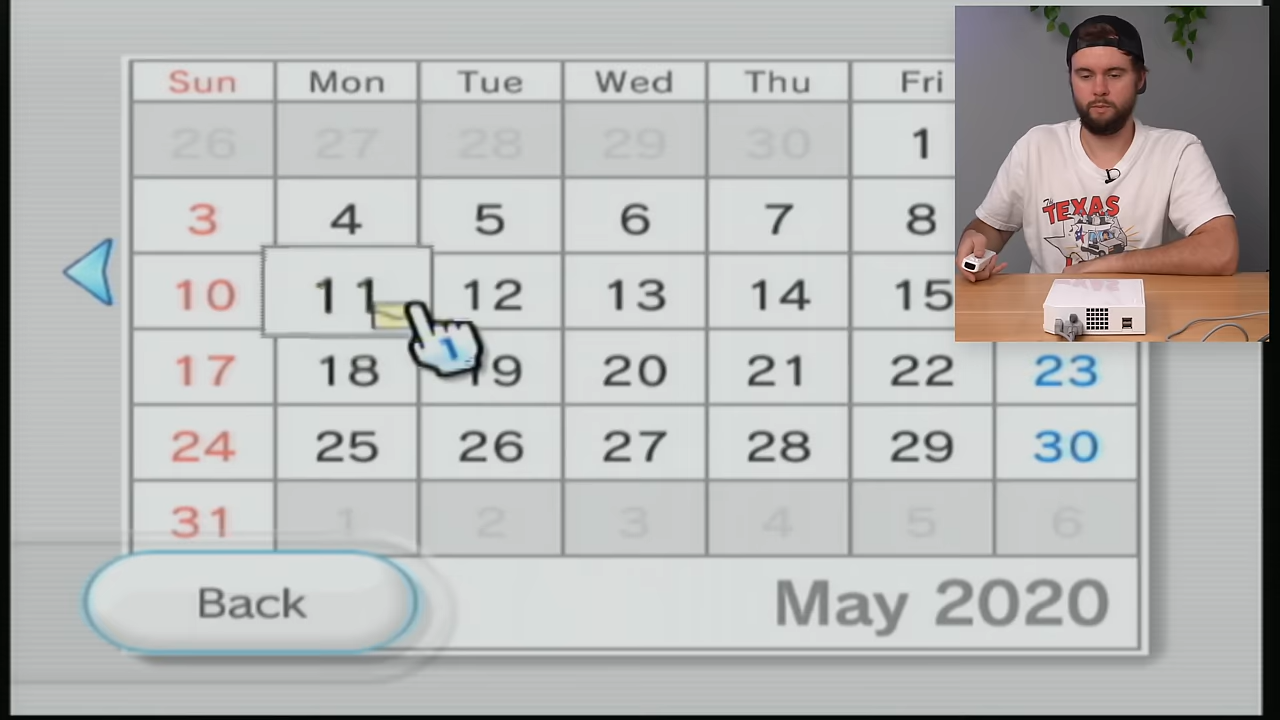 Sun Mon Tue Wed Thu Fri
26 27 28 29 30 1
3 4 5 6 7 8
10 11 12 13 14 15
17 18 19 20 21 22 23
24 25 26 27 28 29 30
31 1 2 3 4 5 6
Back
May 2020
The
TEXAS
1